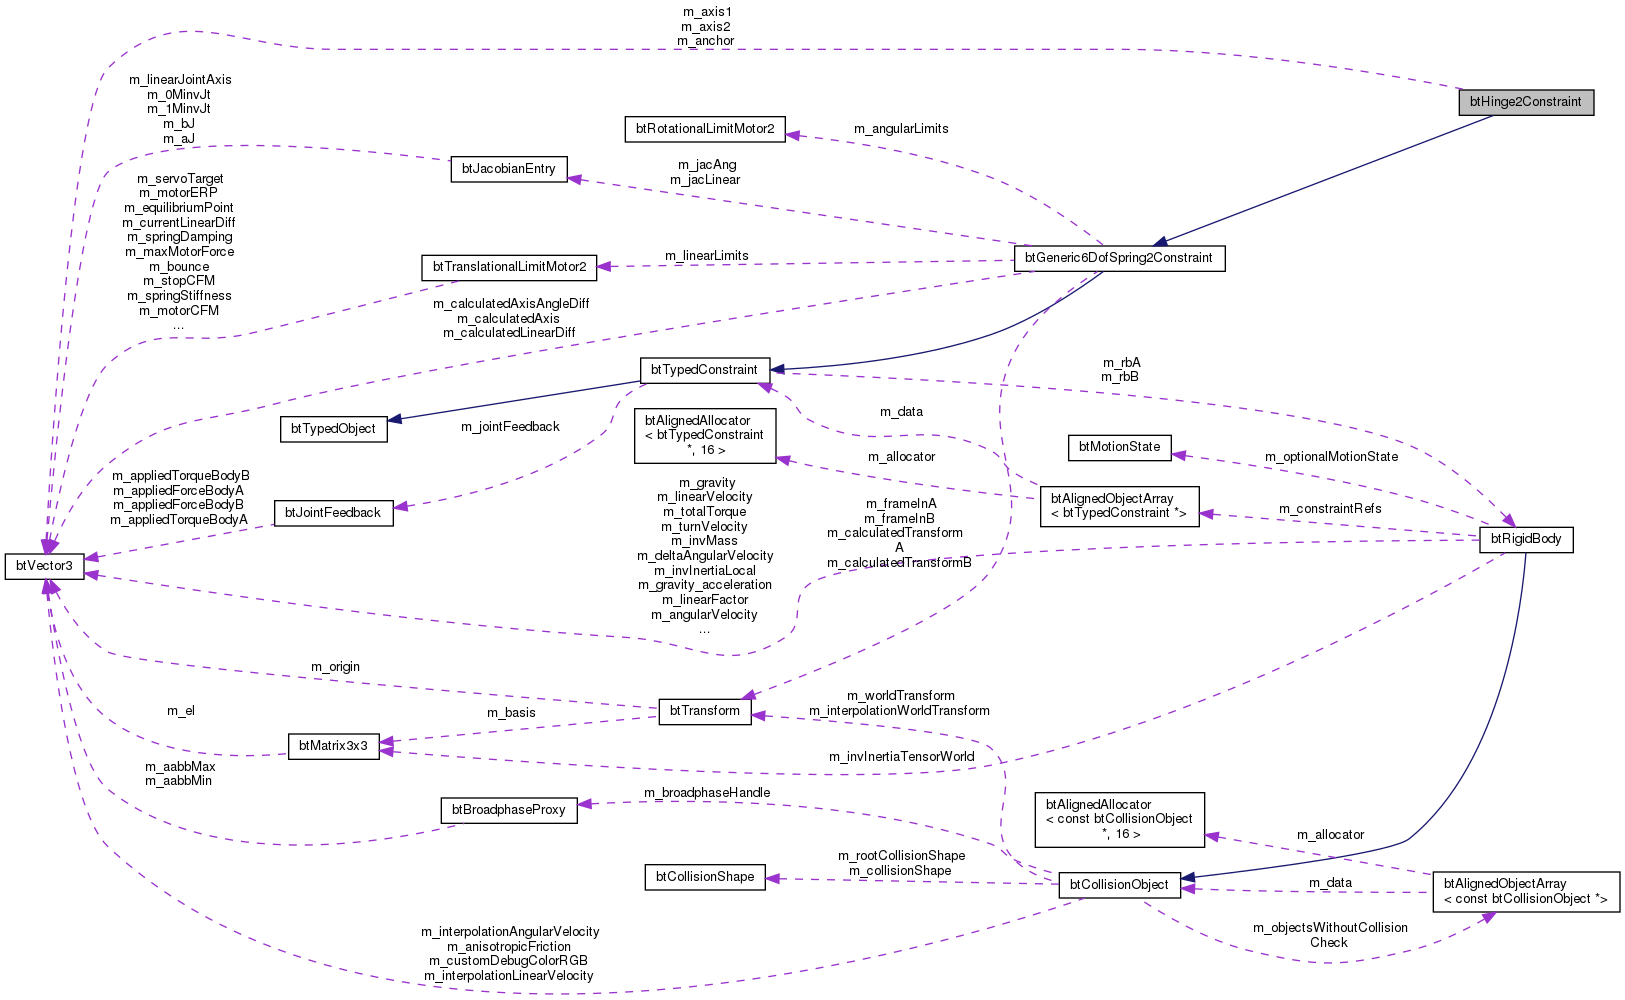 m_axis1
m_axis2
m_anchor
m_linearJointAxis
m_0MinvJt
m_1MinvJt
m_bJ
m_aJ
btHinge2Constraint
btRotationalLimitMotor2
m_angularLimits
btJacobianEntry
m_jacAng
m_jacLinear
m_servoTarget
m_motorERP
m_equilibriumPoint
m_currentLinearDiff
m_springDamping
m_maxMotorForce
m_bounce
m_stopCFM
m_springStiffness
m_motorCFM
...
btTranslationalLimitMotor2
m_linearLimits
btGeneric6DofSpring2Constraint
m_calculatedAxisAngleDiff
m_calculatedAxis
m_calculatedLinearDiff
btTypedConstraint
m_rbA
m_rbB
btTypedObject
m_jointFeedback
btAlignedAllocator
< btTypedConstraint
*, 16 >
m_data
m_allocator
btMotionState
m_optionalMotionState
m_appliedTorqueBodyB
m_appliedForceBodyA
m_appliedForceBodyB
m_appliedTorqueBodyA
btJointFeedback
m_gravity
m_linearVelocity
m_totalTorque
m_turnVelocity
m_invMass
m_deltaAngularVelocity
m_invInertiaLocal
m_gravity_acceleration
m_linearFactor
m_angularVelocity
...
m_frameInA
m_frameInB
m_calculatedTransform
A
m_calculatedTransformB
btAlignedObjectArray
< btTypedConstraint *>
m_constraintRefs
btRigidBody
btVector3
m_origin
m_el
m_basis
btTransform
m_worldTransform
m_interpolationWorldTransform
btMatrix3x3
m_invInertiaTensorWorld
m_aabbMax
m_aabbMin
btBroadphaseProxy
m_broadphaseHandle
btAlignedAllocator
< const btCollisionObject
*, 16 >
m_allocator
btCollisionShape
m_rootCollisionShape
m_collisionShape
btCollisionObject
m_data
btAlignedObjectArray
< const btCollisionObject *>
m_objectsWithoutCollision
Check
m_interpolationAngularVelocity
m_anisotropicFriction
m_customDebugColorRGB
m_interpolationLinearVelocity